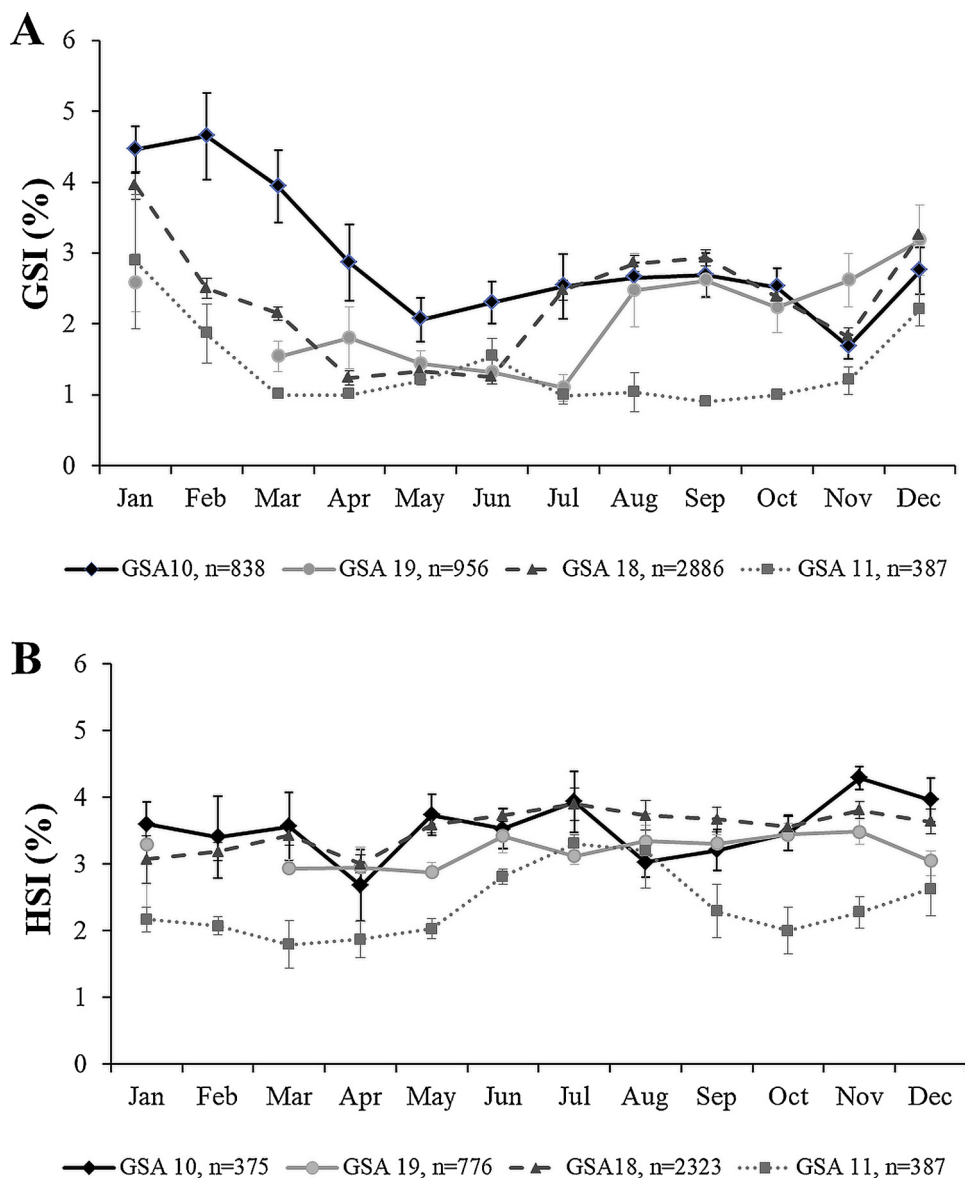 A
GSI (%)
6
5
4
3
2
1
0
Jan Feb Mar Apr May Jun Jul Aug Sep Oct Nov Dec
GSA10, n=838 GSA 19, n=956 GSA 18, n=2886 GSA 11, n=387
B
HSI (%)
6
5
4
3
2
1
0
Jan Feb Mar Apr May Jun Jul Aug Sep Oct Nov Dec
GSA 10, n=375 GSA 19, n=776 GSA18, n=2323 GSA 11, n=387